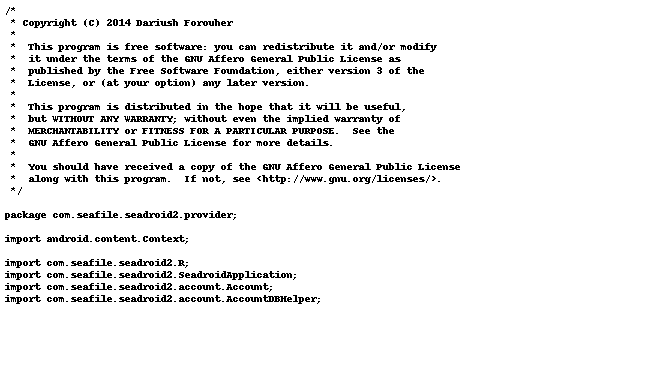 /*
 * Copyright (C) 2014 Dariush Forouher
 *
 *  This program is free software: you can redistribute it and/or modify
 *  it under the terms of the GNU Affero General Public License as
 *  published by the Free Software Foundation, either version 3 of the
 *  License, or (at your option) any later version.
 *
 *  This program is distributed in the hope that it will be useful,
 *  but WITHOUT ANY WARRANTY; without even the implied warranty of
 *  MERCHANTABILITY or FITNESS FOR A PARTICULAR PURPOSE.  See the
 *  GNU Affero General Public License for more details.
 *
 *  You should have received a copy of the GNU Affero General Public License
 *  along with this program.  If not, see <http://www.gnu.org/licenses/>.
 */

package com.seafile.seadroid2.provider;

import android.content.Context;

import com.seafile.seadroid2.R;
import com.seafile.seadroid2.SeadroidApplication;
import com.seafile.seadroid2.account.Account;
import com.seafile.seadroid2.account.AccountDBHelper;